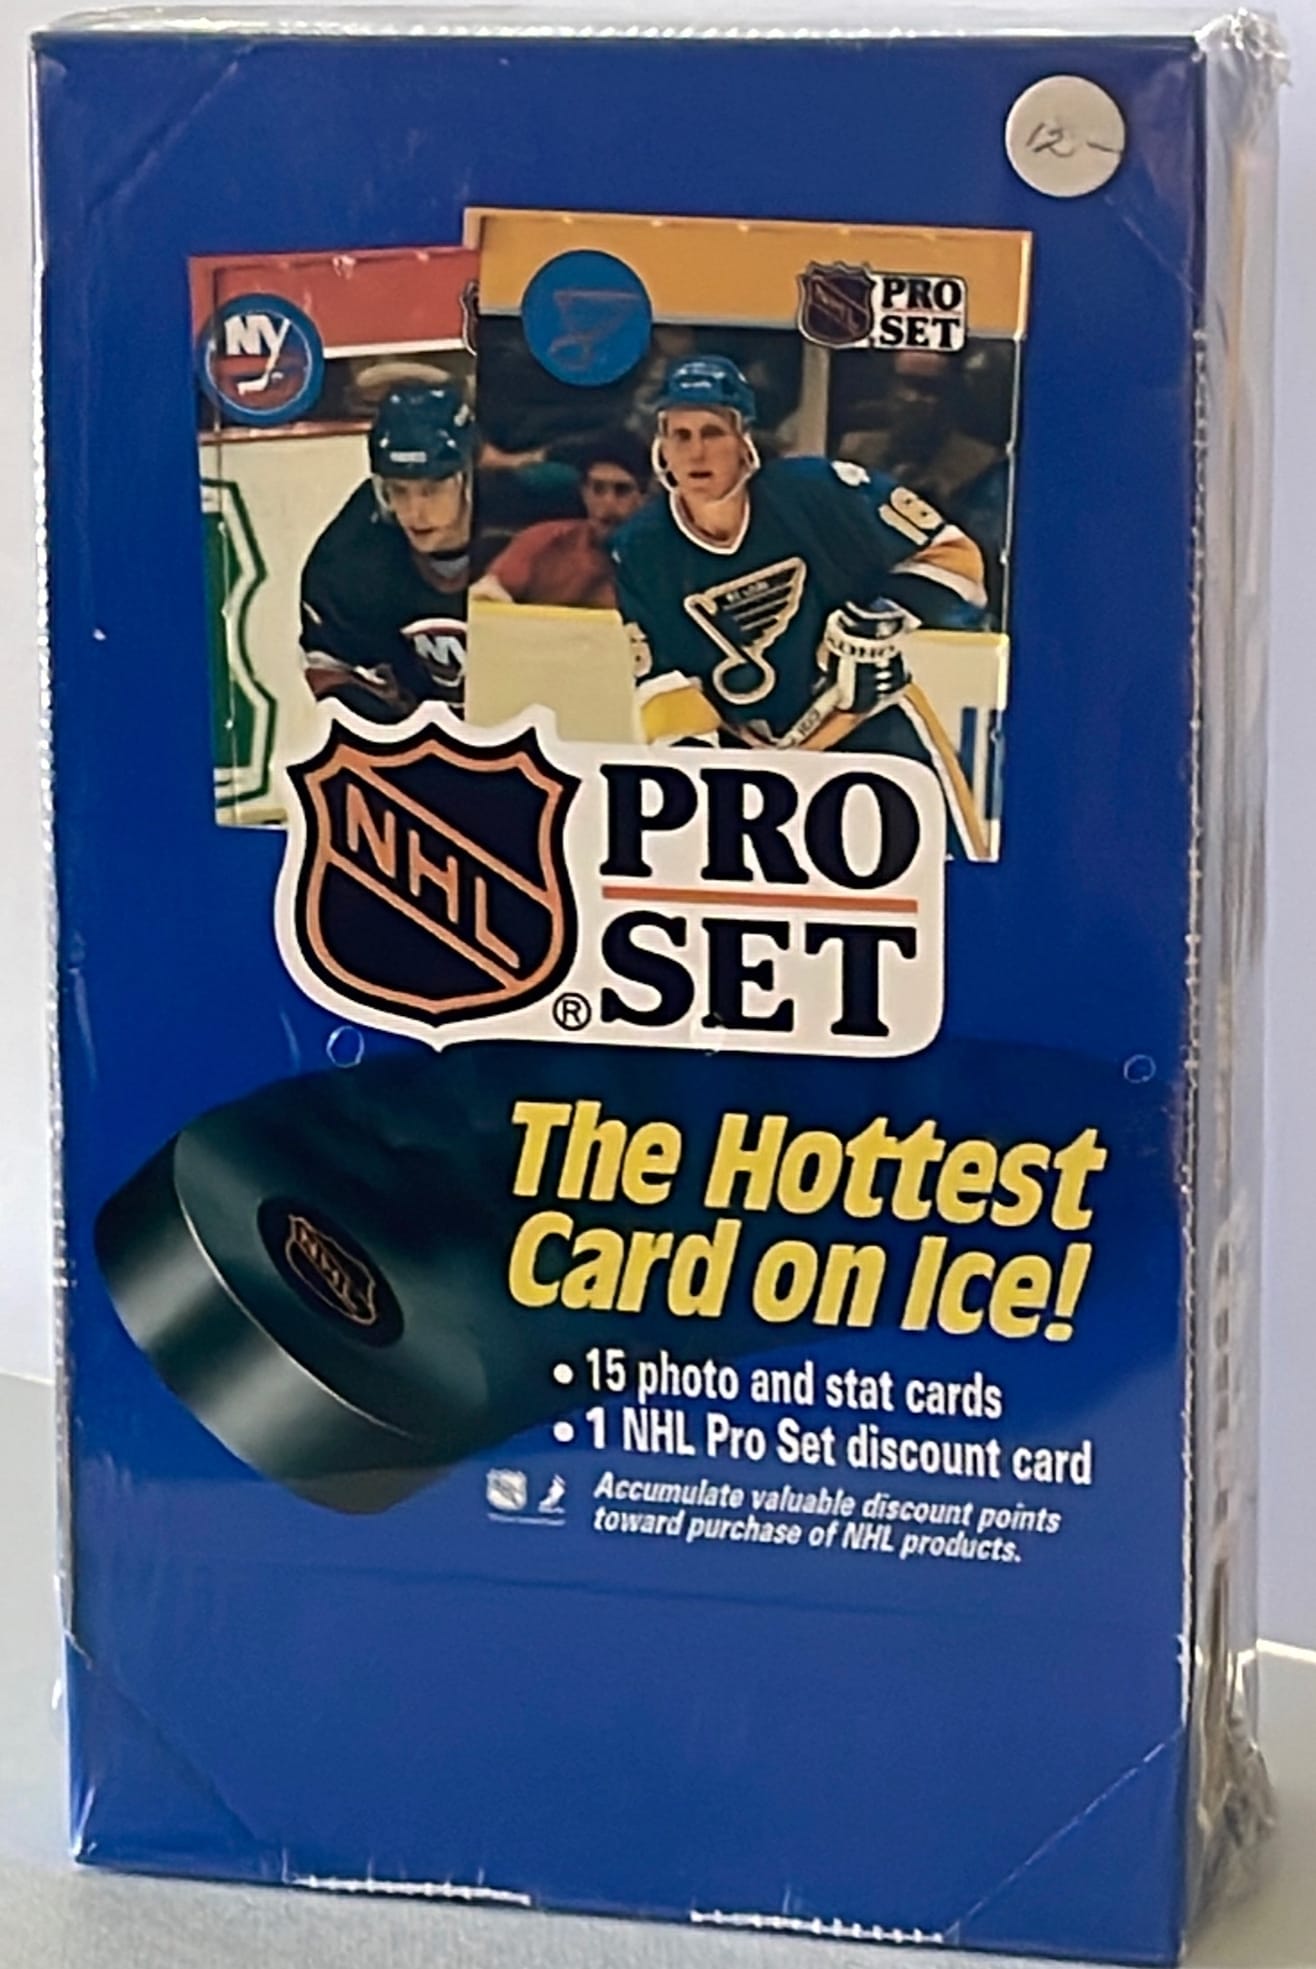 12-
NY
PRO
SET
16
NY
NHL
PRO
SET
®
NHL
The Hottest
Card on Ice!
• 15 photo and stat cards
• 1 NHL Pro Set discount card
Accumulate valuable discount points
toward purchase of NHL products.